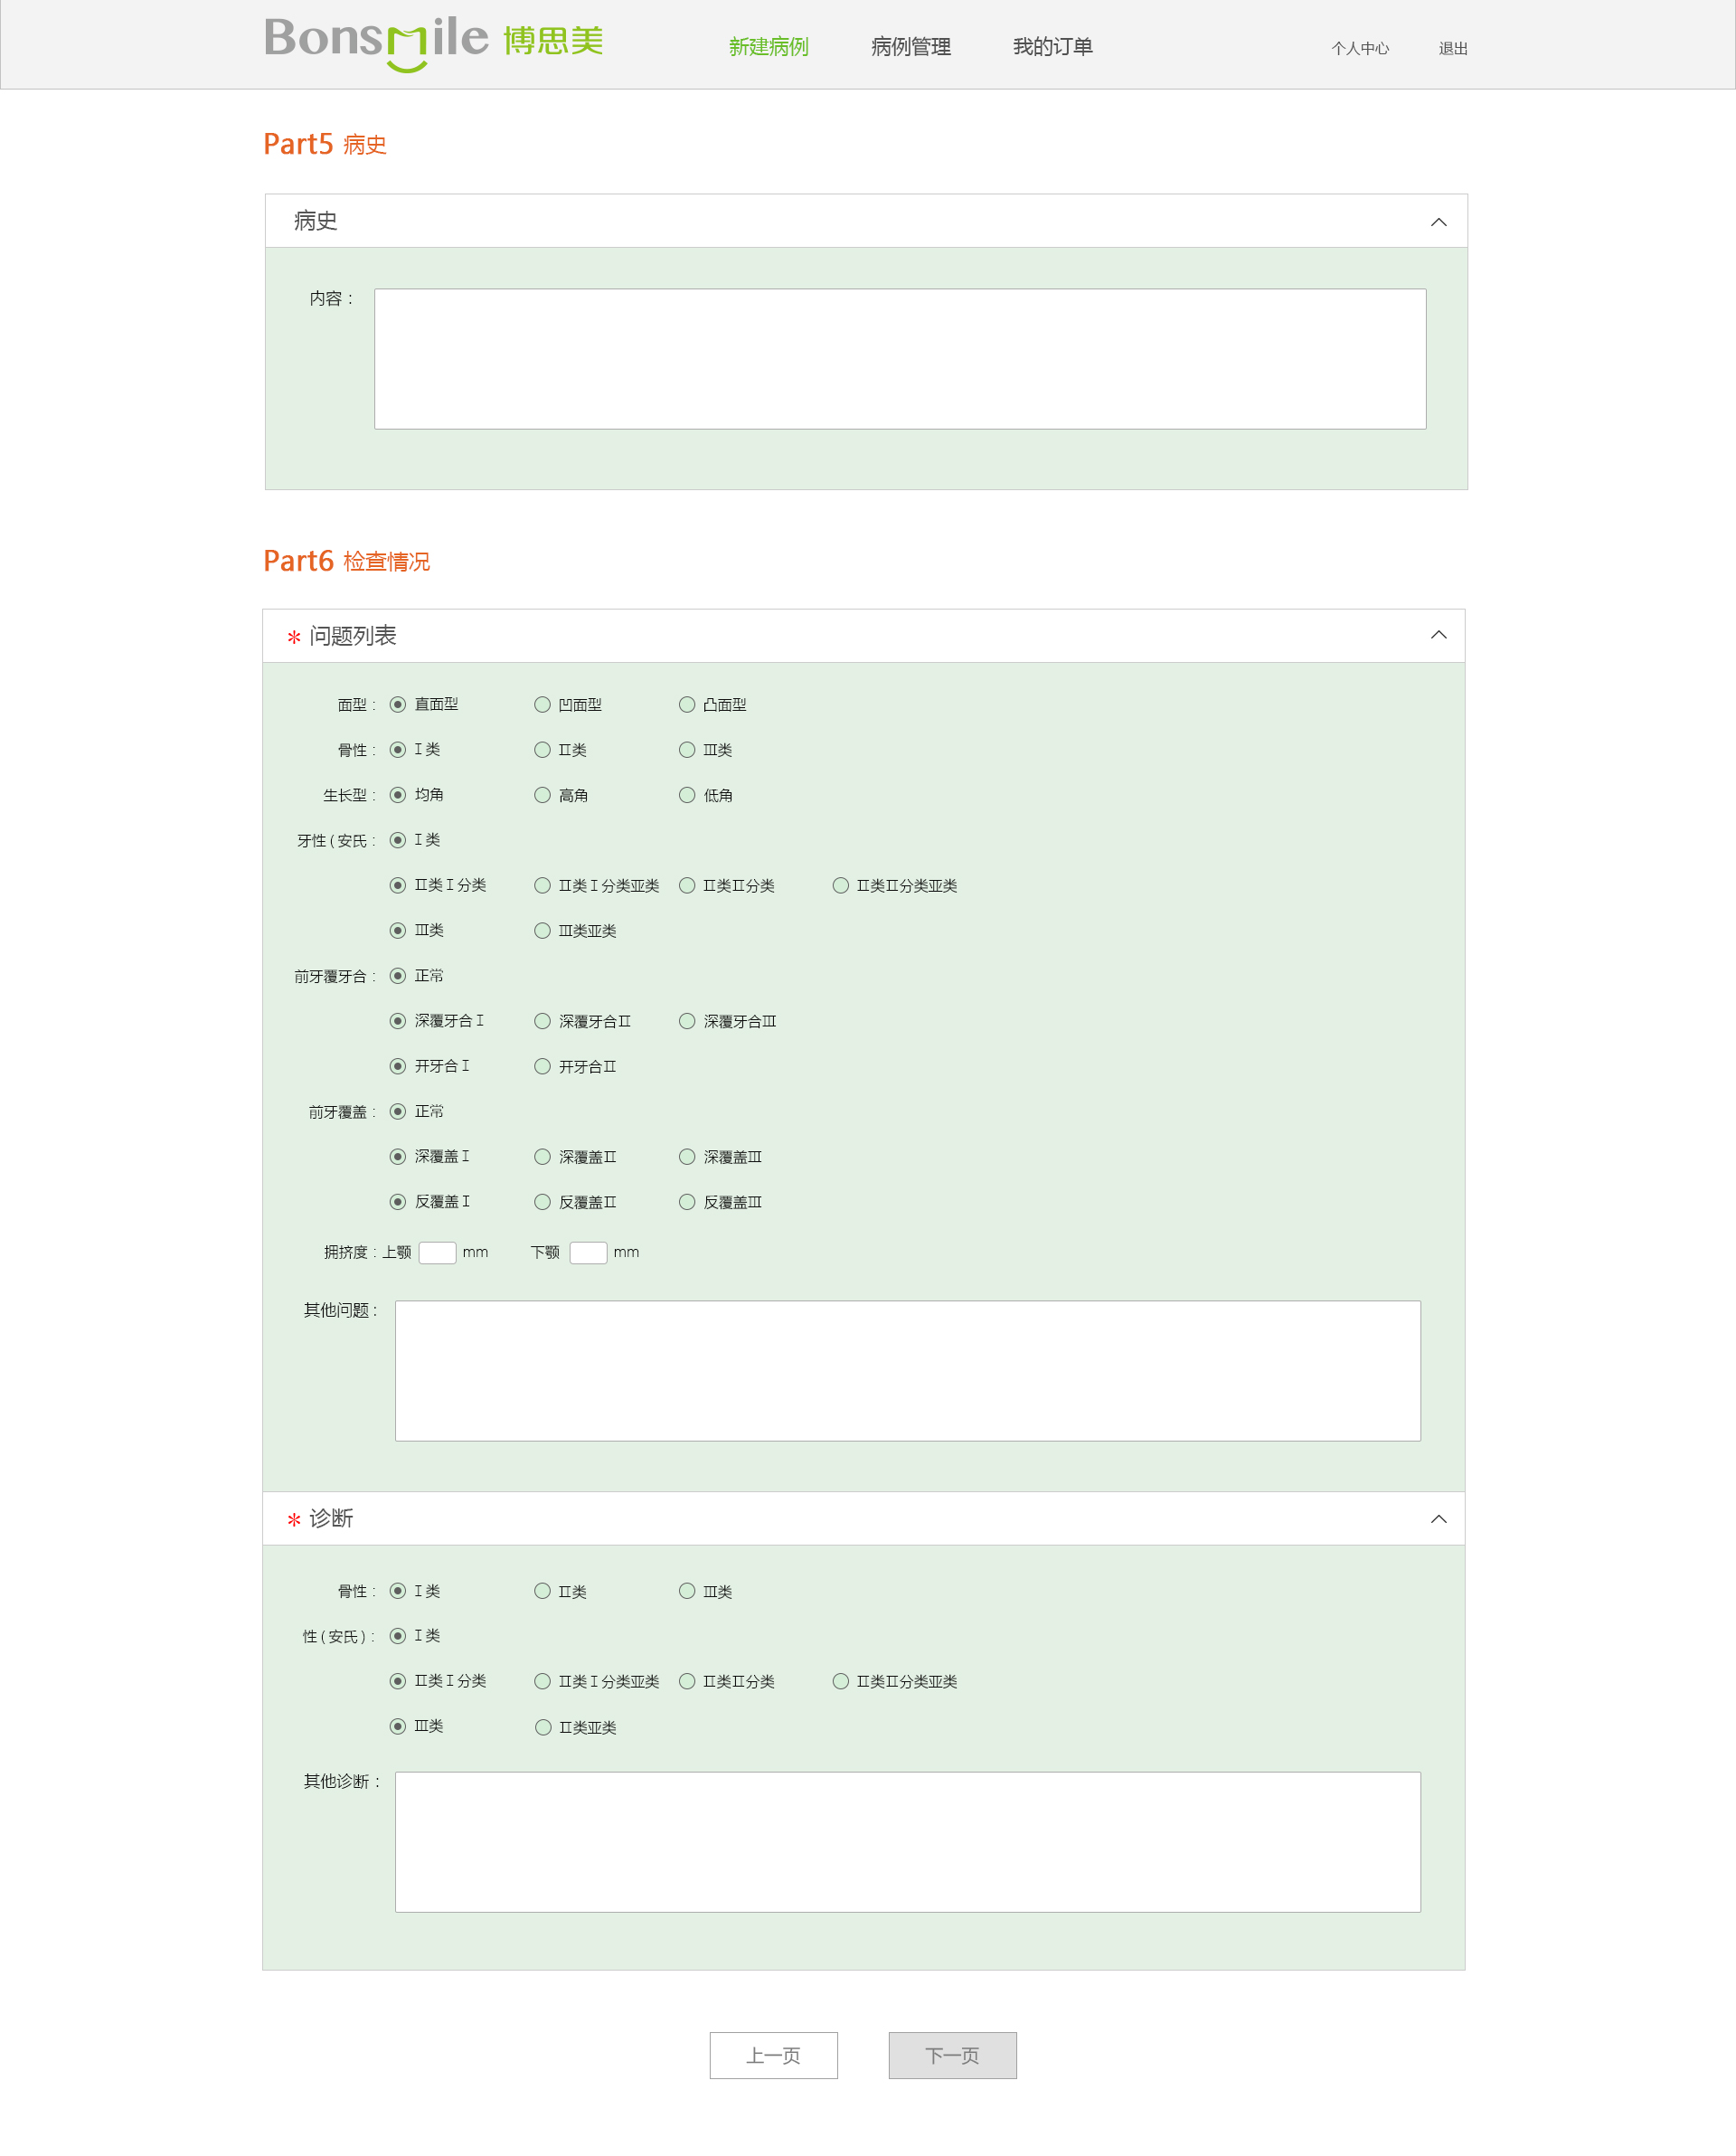 Bonsmile 博思美 新建病例 病例管理 我的订单 个人中心 退出
Part5 病史
病史
内容：
Part6 检查情况
* 问题列表
面型： 直面型 凹面型 凸面型
骨性： Ⅰ类 Ⅱ类 Ⅲ类
生长型： 均角 高角 低角
牙性(安氏： Ⅰ类
Ⅱ类Ⅰ分类 Ⅱ类Ⅰ分类亚类 Ⅱ类Ⅱ分类 Ⅱ类Ⅱ分类亚类
Ⅲ类 Ⅲ类亚类
前牙覆牙合： 正常
深覆牙合Ⅰ 深覆牙合Ⅱ 深覆牙合Ⅲ
开牙合Ⅰ 开牙合Ⅱ
前牙覆盖： 正常
深覆盖Ⅰ 深覆盖Ⅱ 深覆盖Ⅲ
反覆盖Ⅰ 反覆盖Ⅱ 反覆盖Ⅲ
拥挤度：上颚 mm 下颚 mm
其他问题：
* 诊断
骨性： Ⅰ类 Ⅱ类 Ⅲ类
性(安氏)： Ⅰ类
Ⅱ类Ⅰ分类 Ⅱ类Ⅰ分类亚类 Ⅱ类Ⅱ分类 Ⅱ类Ⅱ分类亚类
Ⅲ类 Ⅱ类亚类
其他诊断：
上一页 下一页